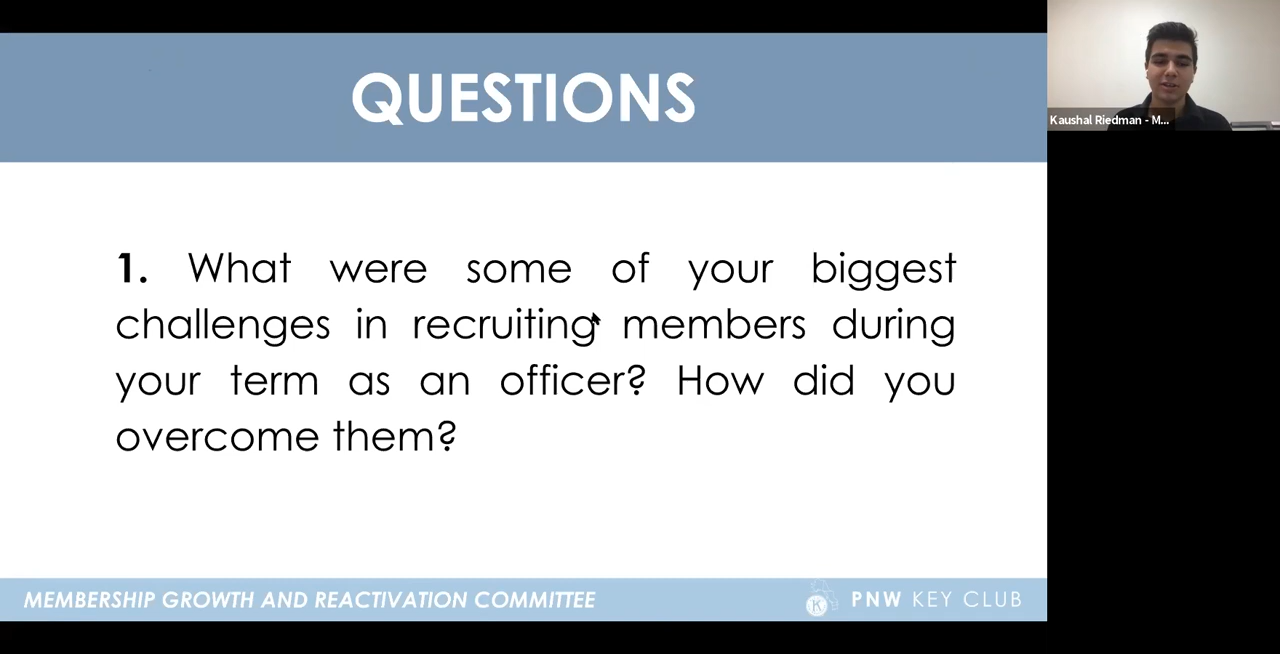 QUESTIONS
Kaushal Riedman - M...
1. What were some of your biggest
challenges in recruiting members during
your term as an officer? How did you
overcome them?
MEMBERSHIP GROWTH AND REACTIVATION COMMITTEE
K
PNW KEY CLUB